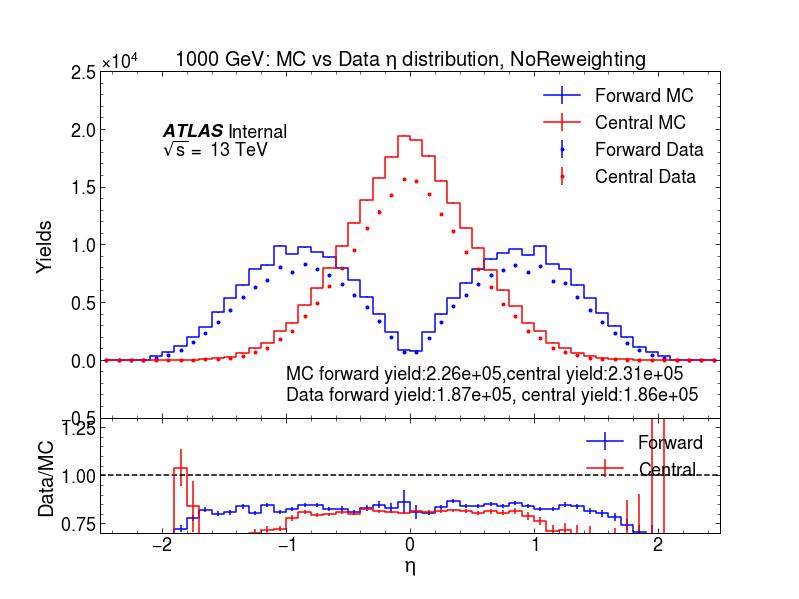 ×10⁴
1000 GeV: MC vs Data η distribution, NoReweighting
2.5
2.0
1.5
1.0
0.5
0.0
0.5
Yields
ATLAS Internal
√s = 13 TeV
Forward MC
Central MC
Forward Data
Central Data
MC forward yield:2.26e+05,central yield:2.31e+05
Data forward yield:1.87e+05, central yield:1.86e+05
1.25
1.00
0.75
Data/MC
Forward
Central
−2 −1 0 1 2
η